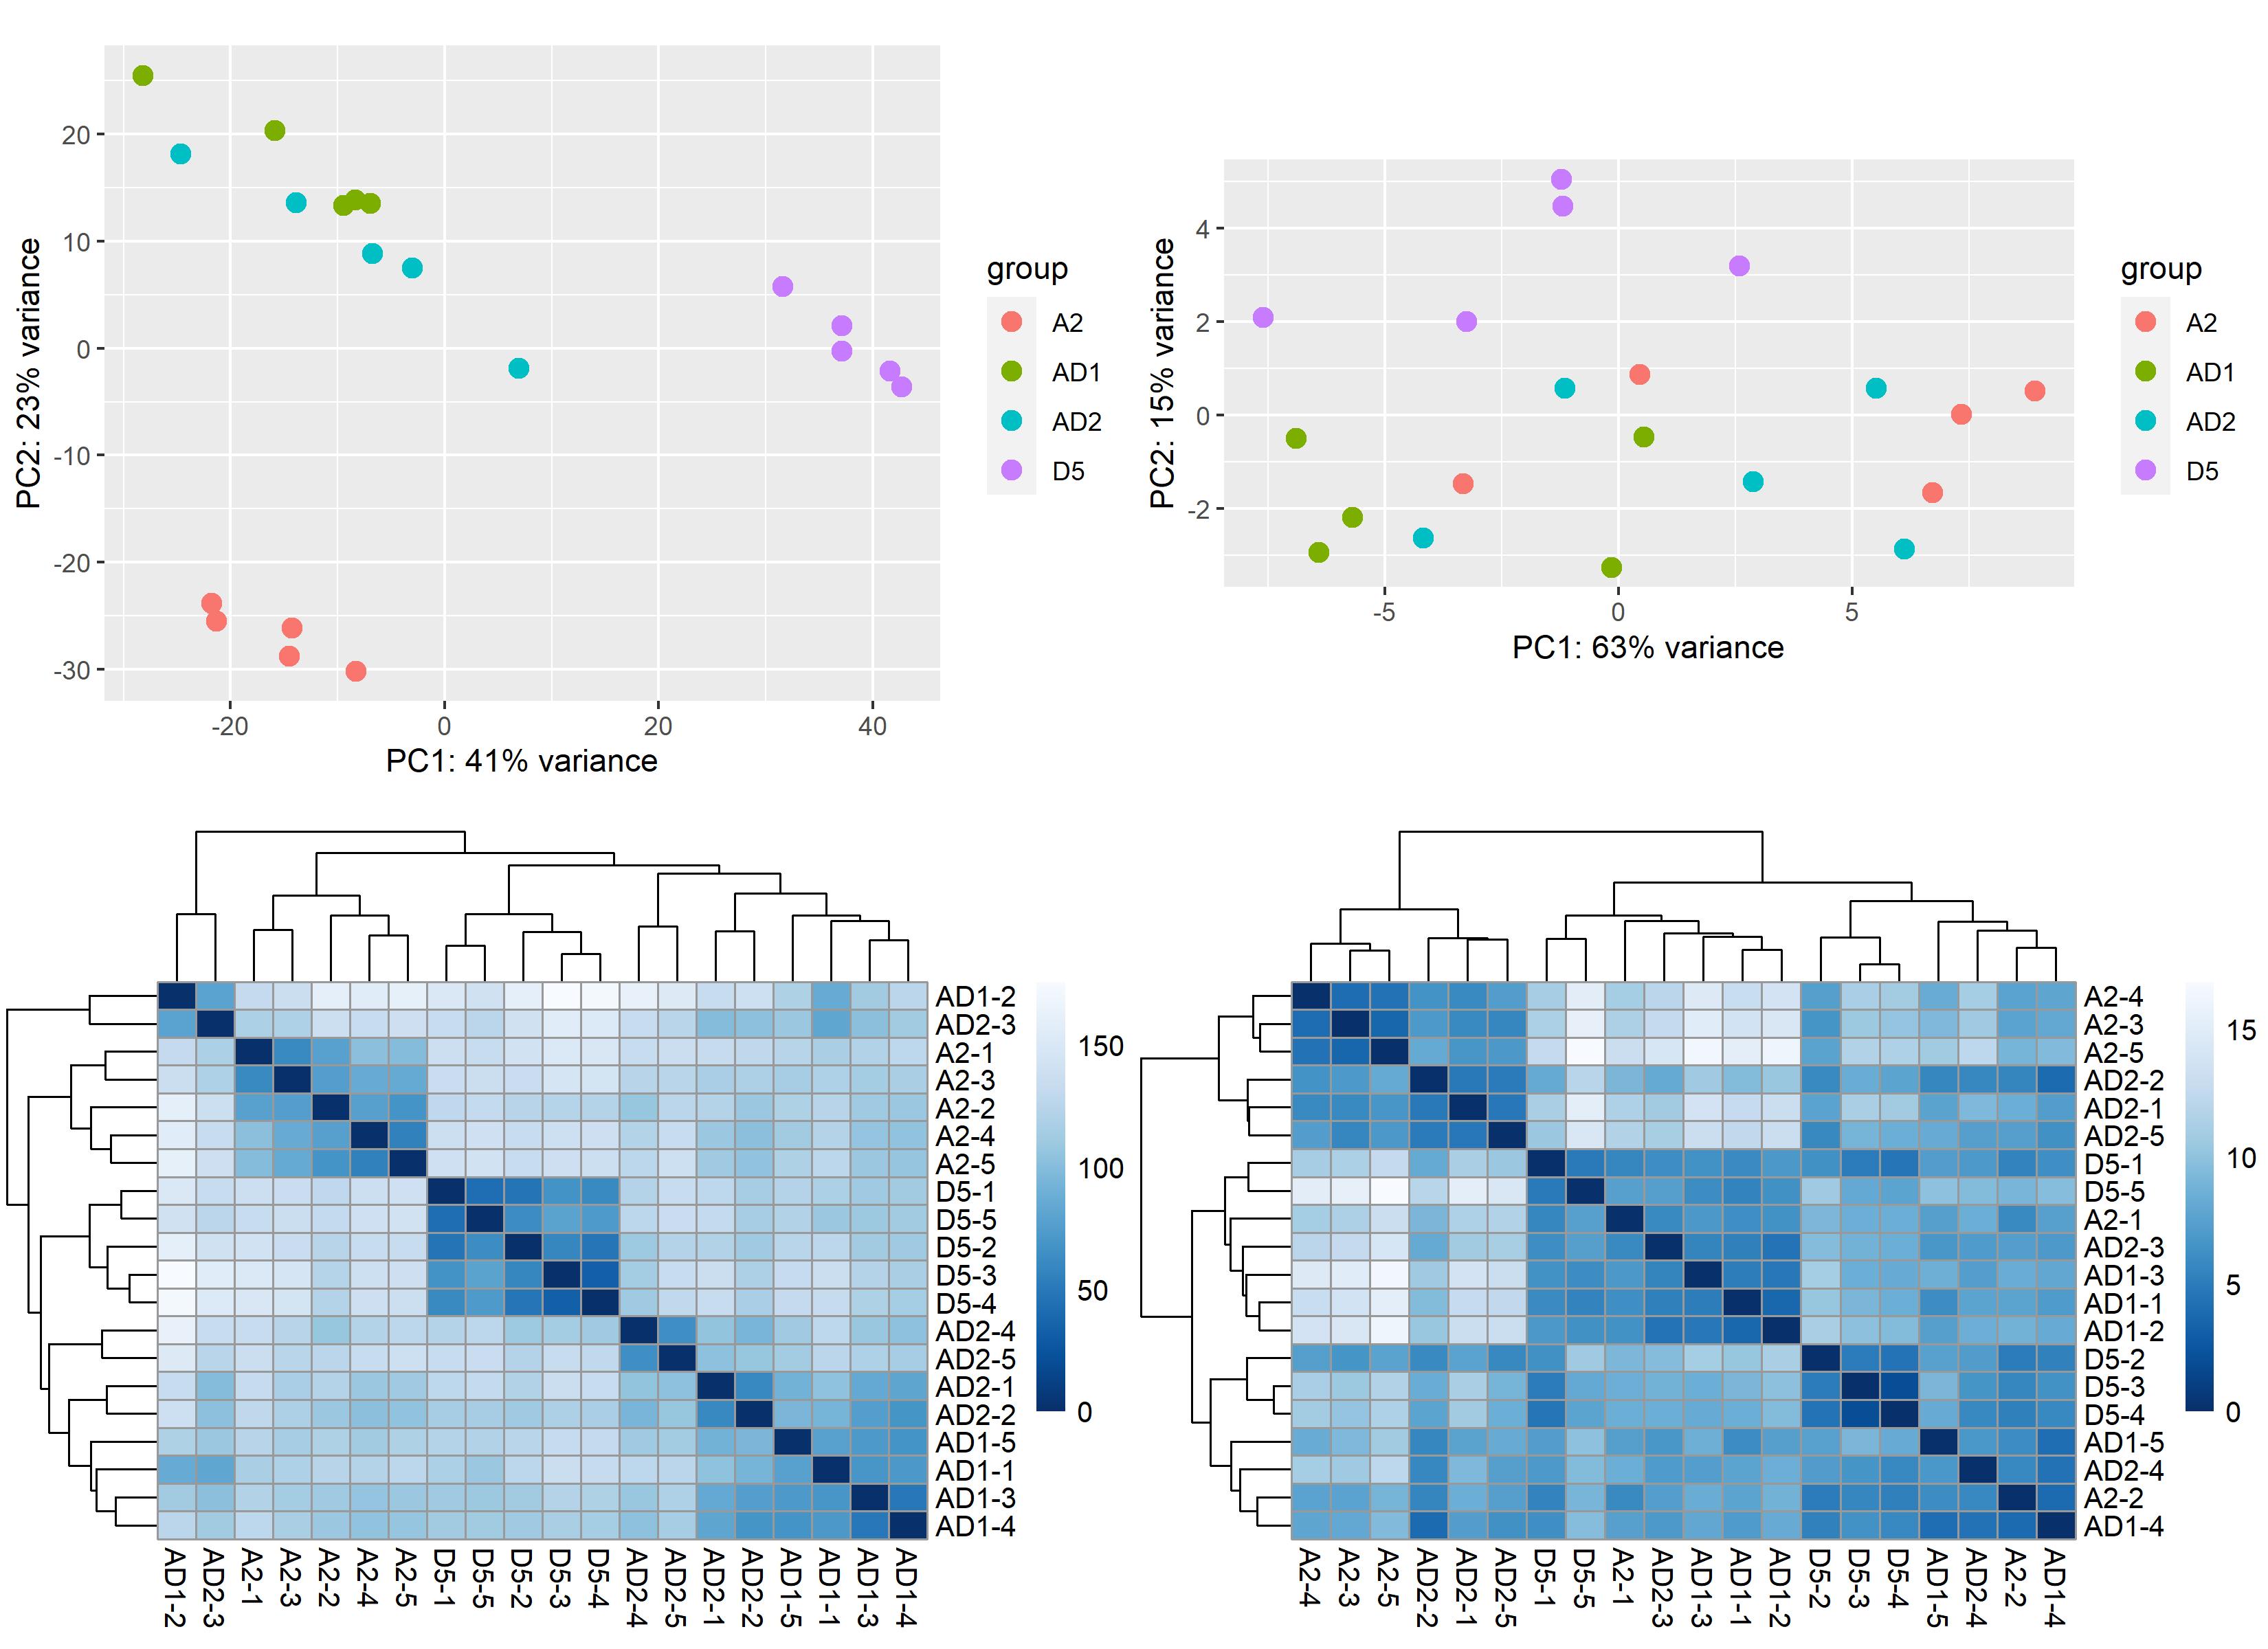 20
10
0
-10
-20
-30
PC2: 23% variance
-20
0
20
40
PC1: 41% variance
group
A2
AD1
AD2
D5
4
2
0
-2
PC2: 15% variance
-5
0
5
PC1: 63% variance
group
A2
AD1
AD2
D5
AD1-2
AD2-3
A2-1
A2-3
A2-2
A2-4
A2-5
D5-1
D5-5
D5-2
D5-3
D5-4
AD2-4
AD2-5
AD2-1
AD2-2
AD1-5
AD1-1
AD1-3
AD1-4
150
100
50
0
AD1-2
AD2-3
A2-1
A2-3
A2-2
A2-4
A2-5
D5-1
D5-5
D5-2
D5-3
D5-4
AD2-4
AD2-5
AD2-1
AD2-2
AD1-5
AD1-1
AD1-3
AD1-4
A2-4
A2-3
A2-5
AD2-2
AD2-1
AD2-5
D5-1
D5-5
A2-1
AD2-3
AD1-3
AD1-1
AD1-2
D5-2
D5-3
D5-4
AD1-5
AD2-4
A2-2
AD1-4
15
10
5
0
A2-4
A2-3
A2-5
AD2-2
AD2-1
AD2-5
D5-1
D5-5
A2-1
AD2-3
AD1-3
AD1-1
AD1-2
D5-2
D5-3
D5-4
AD1-5
AD2-4
A2-2
AD1-4